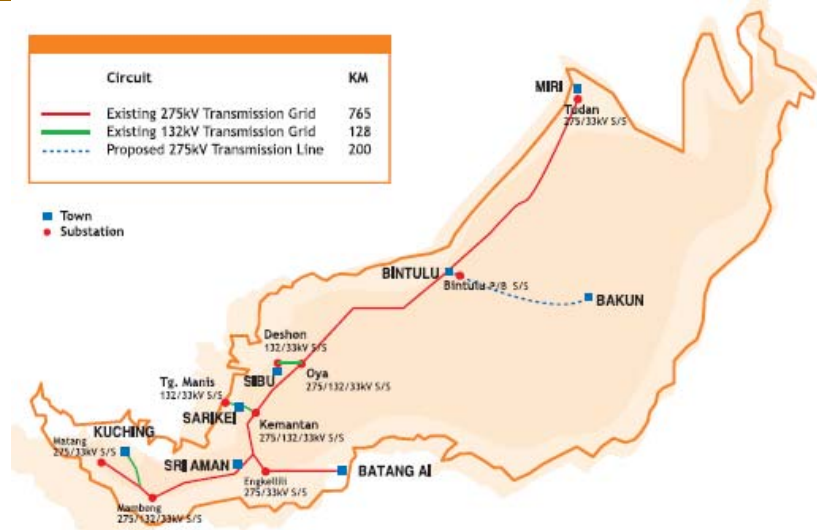 Circuit KM
Existing 275kV Transmission Grid 765
Existing 132kV Transmission Grid 128
Proposed 275kV Transmission Line 200
Town
Substation
MIRI
Tudan
275/33kV S/S
BINTULU
Bintulu P/B S/S
BAKUN
Deshon
132/33kV S/S
SIBU
Oya
275/132/33kV S/S
Tg. Manis
132/33kV S/S
SARIKEI
Kemantan
275/132/33kV S/S
KUCHING
Matang
275/33kV S/S
SRI AMAN
Engkelili
275/33kV S/S
BATANG AI
Mambong
275/132/33kV S/S